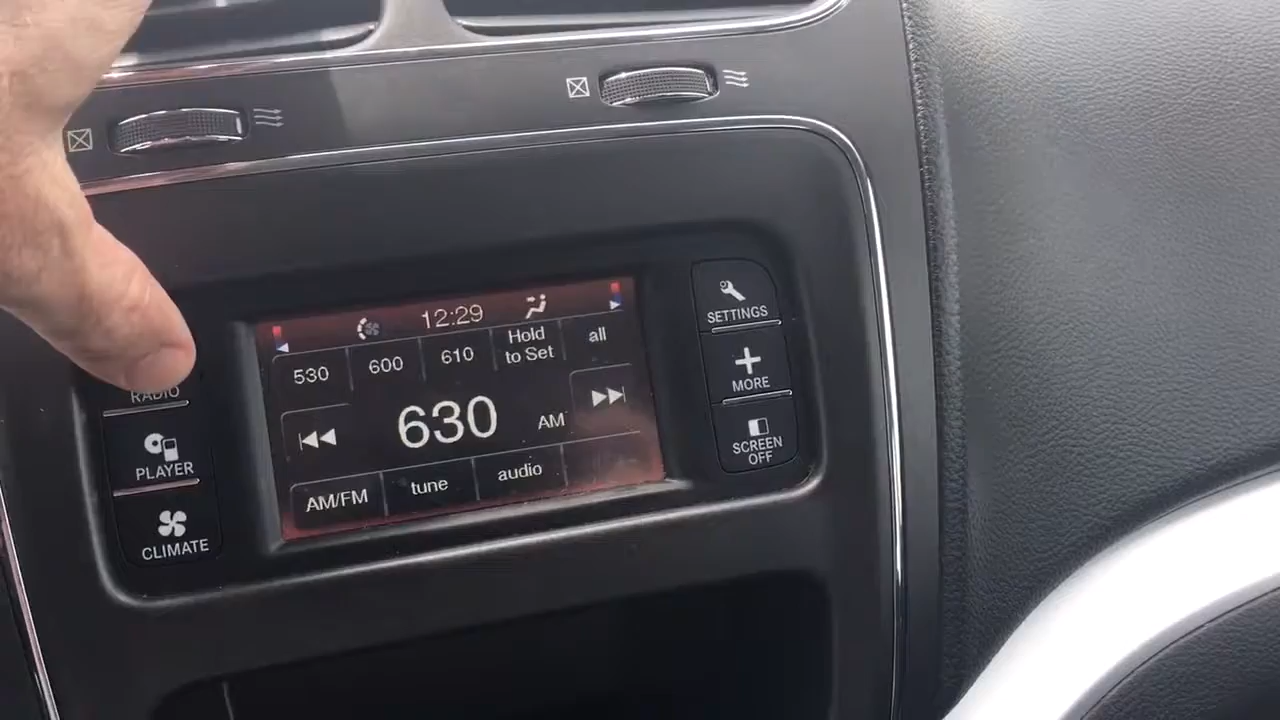 12:29
530
600
610
Hold
to Set
all
630
AM
AM/FM
tune
audio
RADIO
PLAYER
CLIMATE
SETTINGS
MORE
SCREEN
OFF